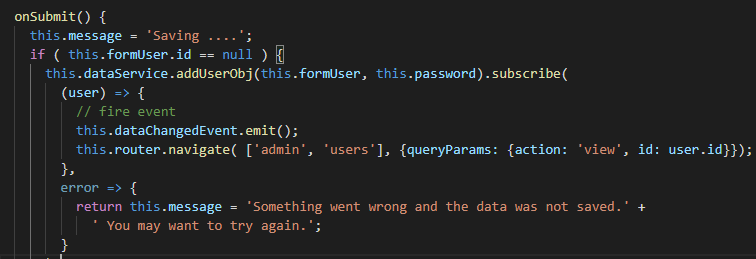 onSubmit() {
this.message = 'Saving ....';
if ( this.formUser.id == null ) {
this.dataService.addUserObj(this.formUser, this.password).subscribe(
(user) => {
// fire event
this.dataChangedEvent.emit();
this.router.navigate( ['admin', 'users'], {queryParams: {action: 'view', id: user.id}});
},
error => {
return this.message = 'Something went wrong and the data was not saved.' +
' You may want to try again.';
}